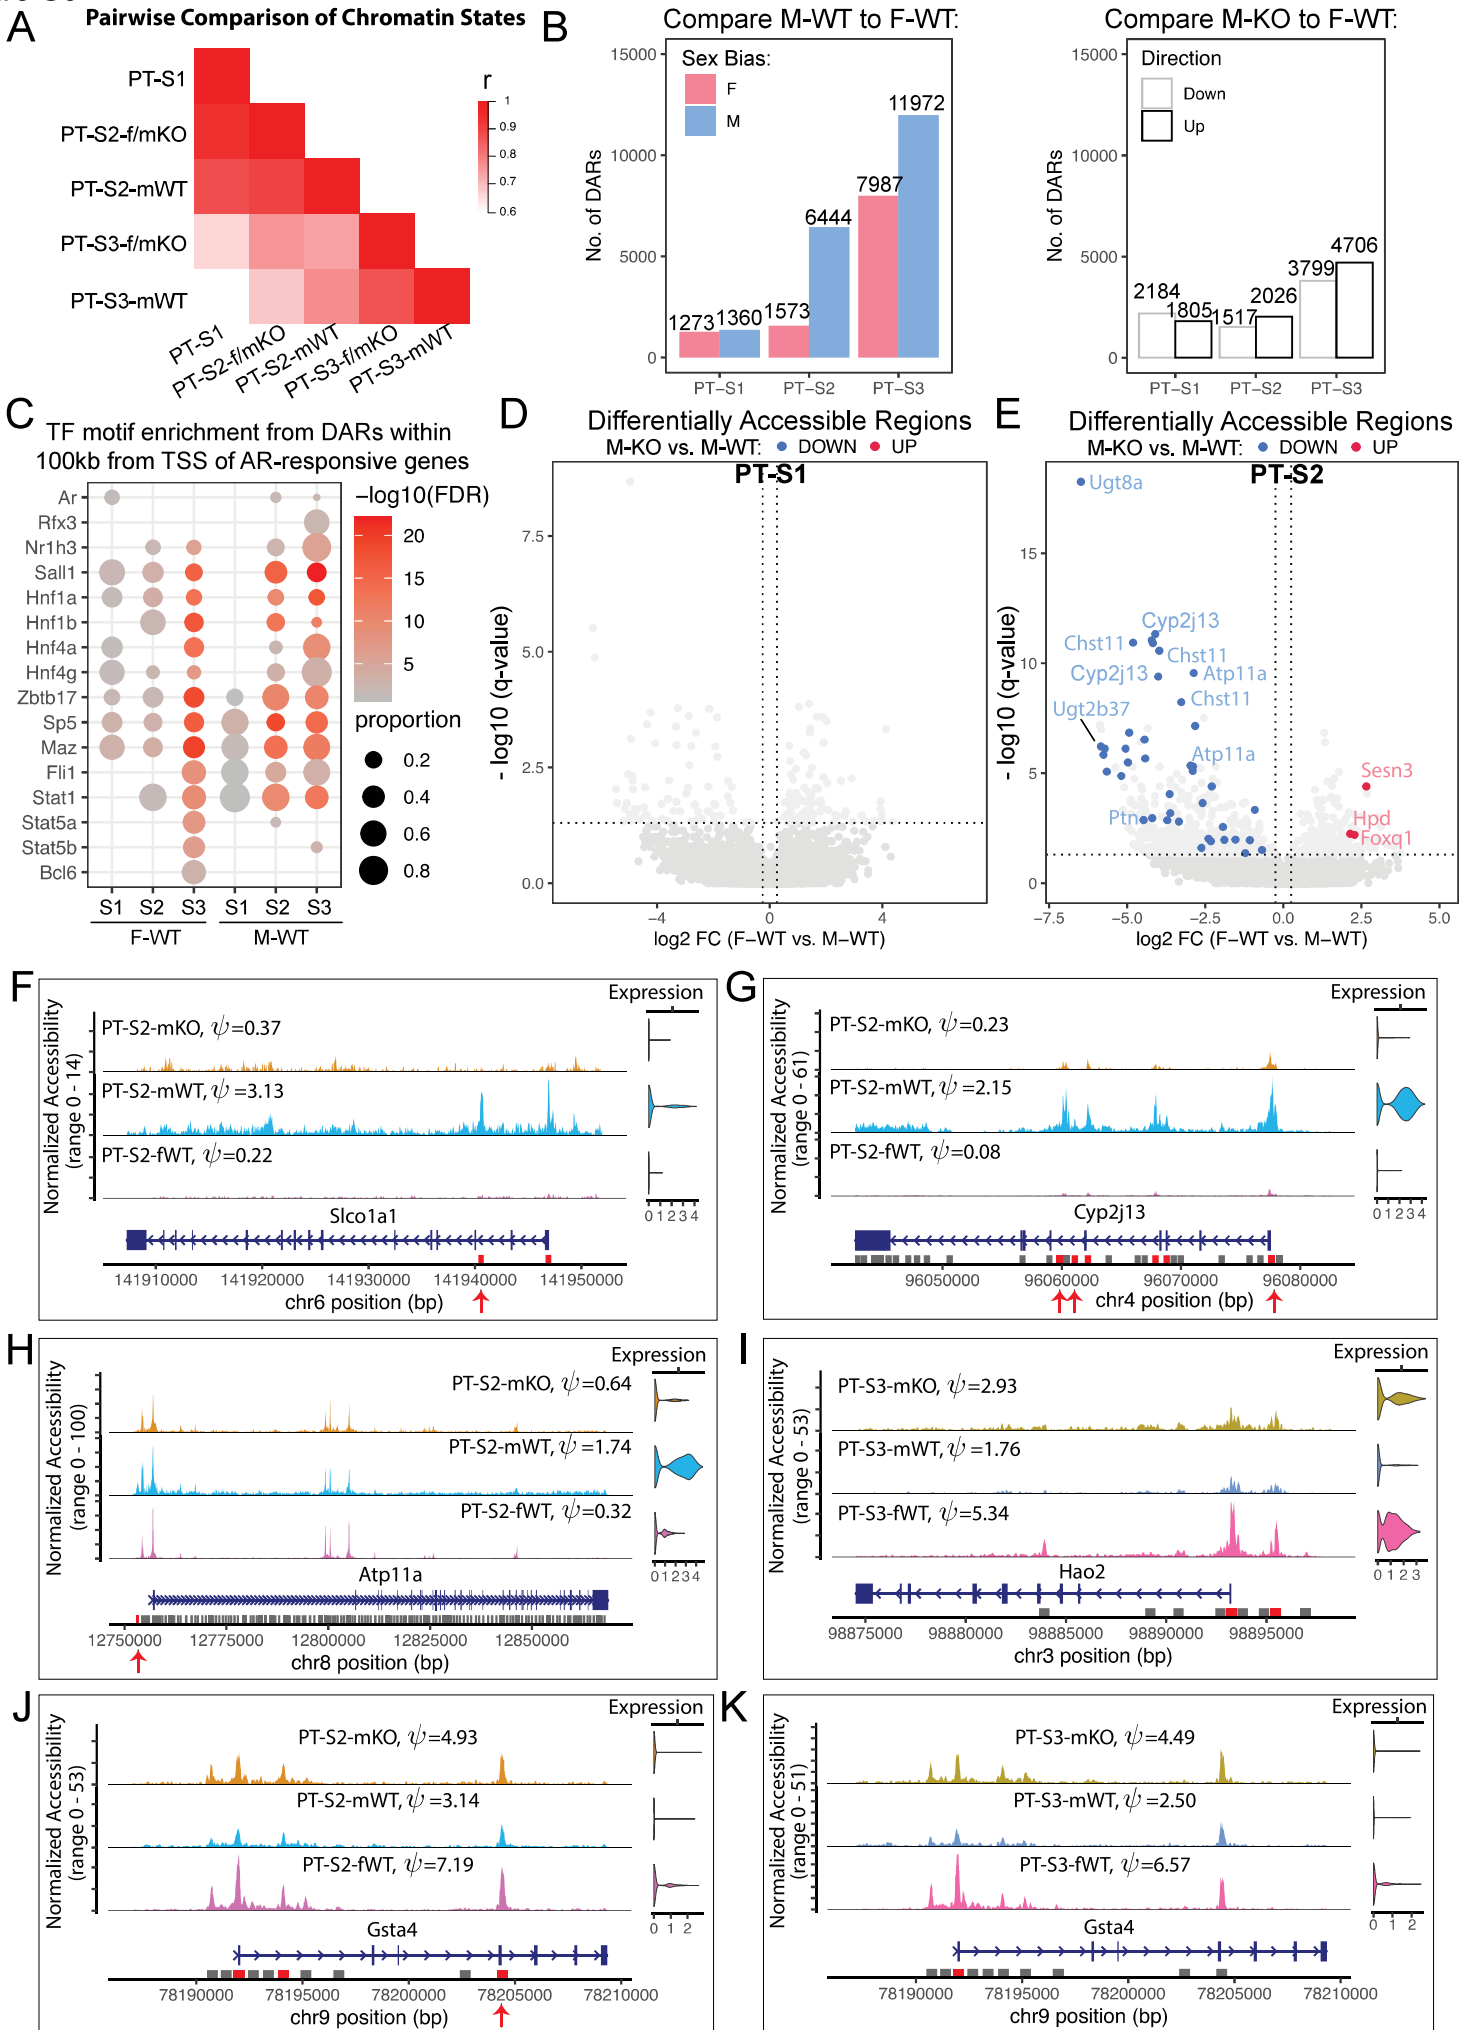 A
Pairwise Comparison of Chromatin States
PT-S1
PT-S2-f/mKO
PT-S2-mWT
PT-S3-f/mKO
PT-S3-mWT
PT-S1
PT-S2-f/mKO
PT-S2-mWT
PT-S3-f/mKO
PT-S3-mWT
r
1
0.9
0.8
0.7
0.6
B
Compare M-WT to F-WT:
No. of DARs
15000
10000
5000
0
Sex Bias:
F
M
1273
1360
1573
6444
7987
11972
PT-S1
PT-S2
PT-S3
Compare M-KO to F-WT:
No. of DARs
15000
10000
5000
0
Direction
Down
Up
2184
1805
1517
2026
3799
4706
PT-S1
PT-S2
PT-S3
C
TF motif enrichment from DARs within
100kb from TSS of AR-responsive genes
Ar
Rfx3
Nr1h3
Sall1
Hnf1a
Hnf1b
Hnf4a
Hnf4g
Zbtb17
Sp5
Maz
Fli1
Stat1
Stat5a
Stat5b
Bcl6
S1 S2 S3 S1 S2 S3
F-WT M-WT
−log10(FDR)
20
15
10
5
proportion
0.2
0.4
0.6
0.8
D
Differentially Accessible Regions
M-KO vs. M-WT: DOWN UP
PT-S1
- log10 (q-value)
7.5
5.0
2.5
0.0
−4 0 4
log2 FC (F−WT vs. M−WT)
E
Differentially Accessible Regions
M-KO vs. M-WT: DOWN UP
PT-S2
- log10 (q-value)
15
10
5
0
Ugt8a
Cyp2j13
Chst11
Chst11
Cyp2j13
Atp11a
Chst11
Ugt2b37
Atp11a
Sesn3
Ptn
Hpd
Foxq1
−7.5 −5.0 −2.5 0.0 2.5 5.0
log2 FC (F−WT vs. M−WT)
F
Normalized Accessibility
(range 0 - 14)
Expression
PT-S2-mKO, ψ=0.37
PT-S2-mWT, ψ=3.13
PT-S2-fWT, ψ=0.22
0 1 2 3 4
Slco1a1
141910000 141920000 141930000 141940000 141950000
chr6 position (bp)
G
Normalized Accessibility
(range 0 - 61)
Expression
PT-S2-mKO, ψ=0.23
PT-S2-mWT, ψ=2.15
PT-S2-fWT, ψ=0.08
0 1 2 3 4
Cyp2j13
96050000 96060000 96070000 96080000
chr4 position (bp)
H
Normalized Accessibility
(range 0 - 100)
Expression
PT-S2-mKO, ψ=0.64
PT-S2-mWT, ψ=1.74
PT-S2-fWT, ψ=0.32
0 1 2 3 4
Atp11a
12750000 12775000 12800000 12825000 12850000
chr8 position (bp)
I
Normalized Accessibility
(range 0 - 53)
Expression
PT-S3-mKO, ψ=2.93
PT-S3-mWT, ψ=1.76
PT-S3-fWT, ψ=5.34
0 1 2 3
Hao2
98875000 98880000 98885000 98890000 98895000
chr3 position (bp)
J
Normalized Accessibility
(range 0 - 53)
Expression
PT-S2-mKO, ψ=4.93
PT-S2-mWT, ψ=3.14
PT-S2-fWT, ψ=7.19
0 1 2
Gsta4
78190000 78195000 78200000 78205000 78210000
chr9 position (bp)
K
Normalized Accessibility
(range 0 - 51)
Expression
PT-S3-mKO, ψ=4.49
PT-S3-mWT, ψ=2.50
PT-S3-fWT, ψ=6.57
0 1 2
Gsta4
78190000 78195000 78200000 78205000 78210000
chr9 position (bp)